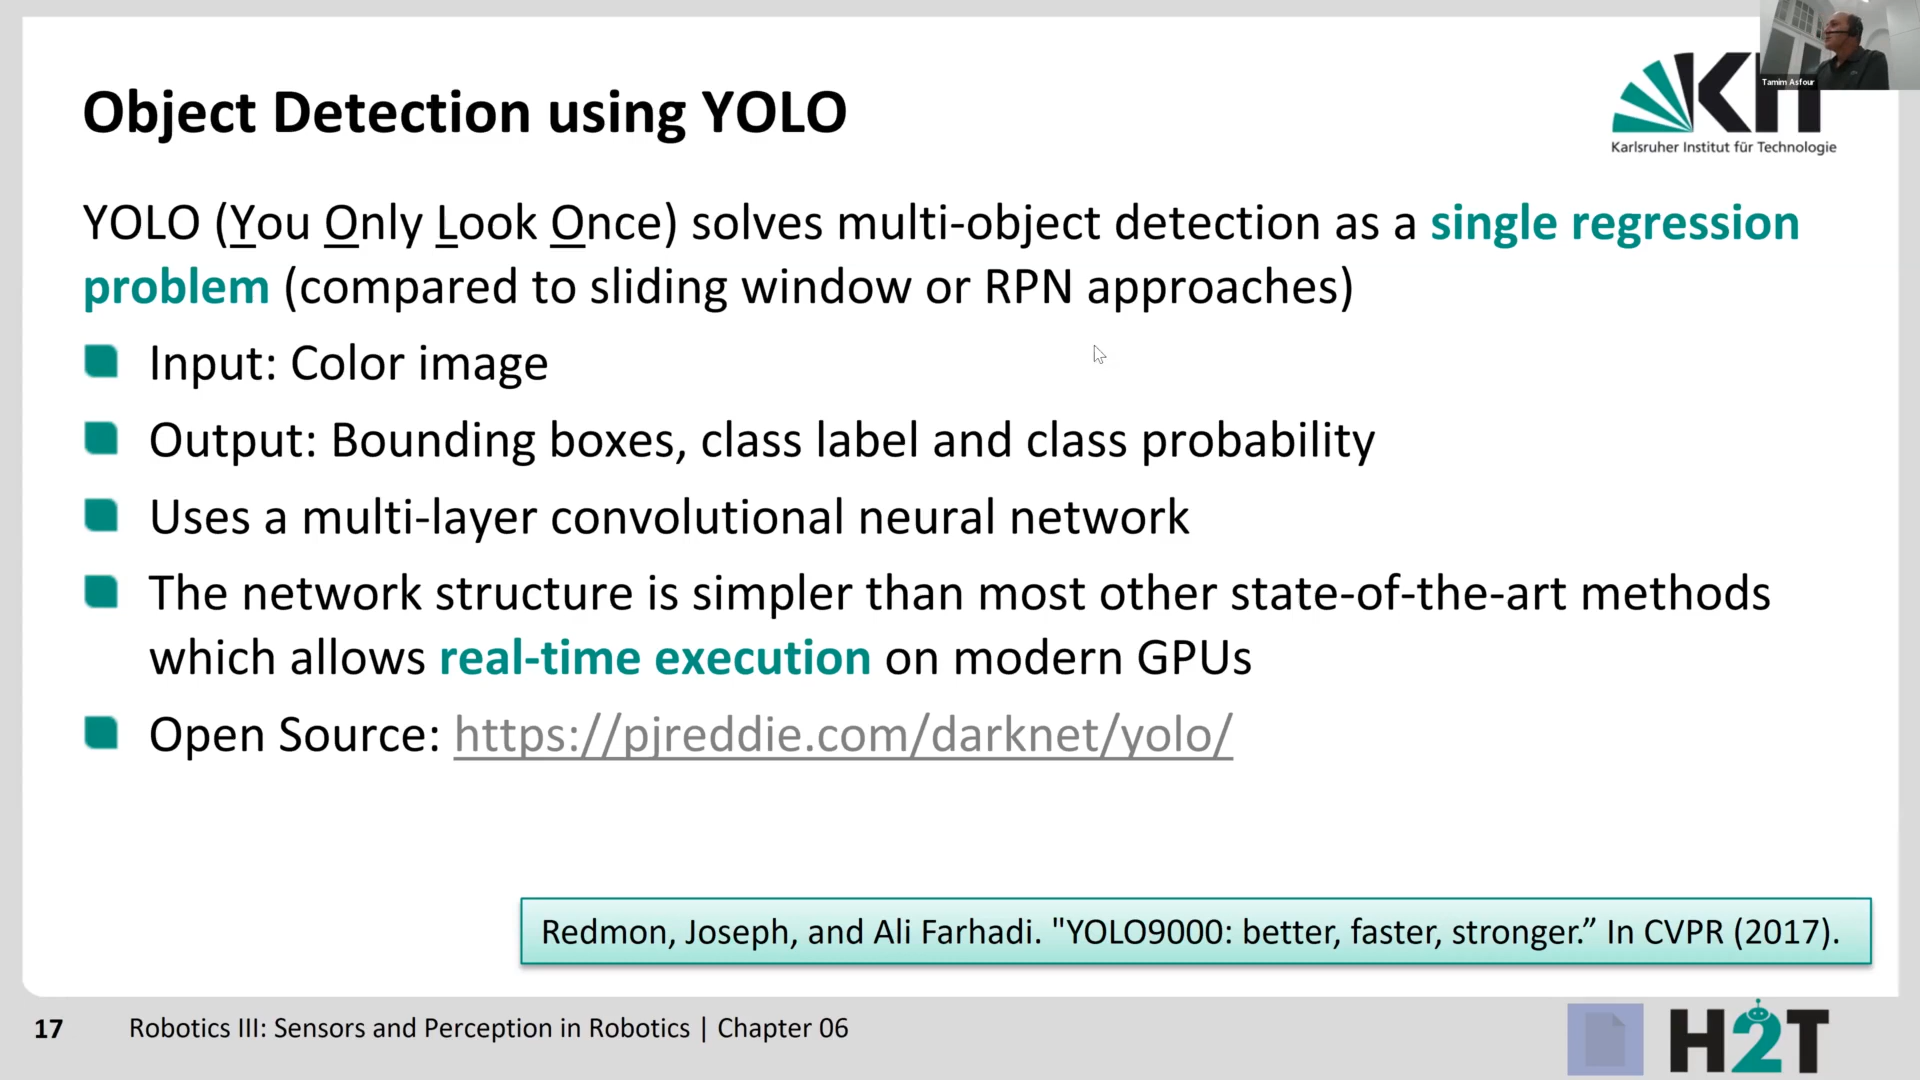 Tamim Asfour
KIT
Karlsruher Institut für Technologie
Object Detection using YOLO
YOLO (You Only Look Once) solves multi-object detection as a single regression
problem (compared to sliding window or RPN approaches)
Input: Color image
Output: Bounding boxes, class label and class probability
Uses a multi-layer convolutional neural network
The network structure is simpler than most other state-of-the-art methods
which allows real-time execution on modern GPUs
Open Source: https://pjreddie.com/darknet/yolo/
Redmon, Joseph, and Ali Farhadi. "YOLO9000: better, faster, stronger.” In CVPR (2017).
17
Robotics III: Sensors and Perception in Robotics | Chapter 06
H2T